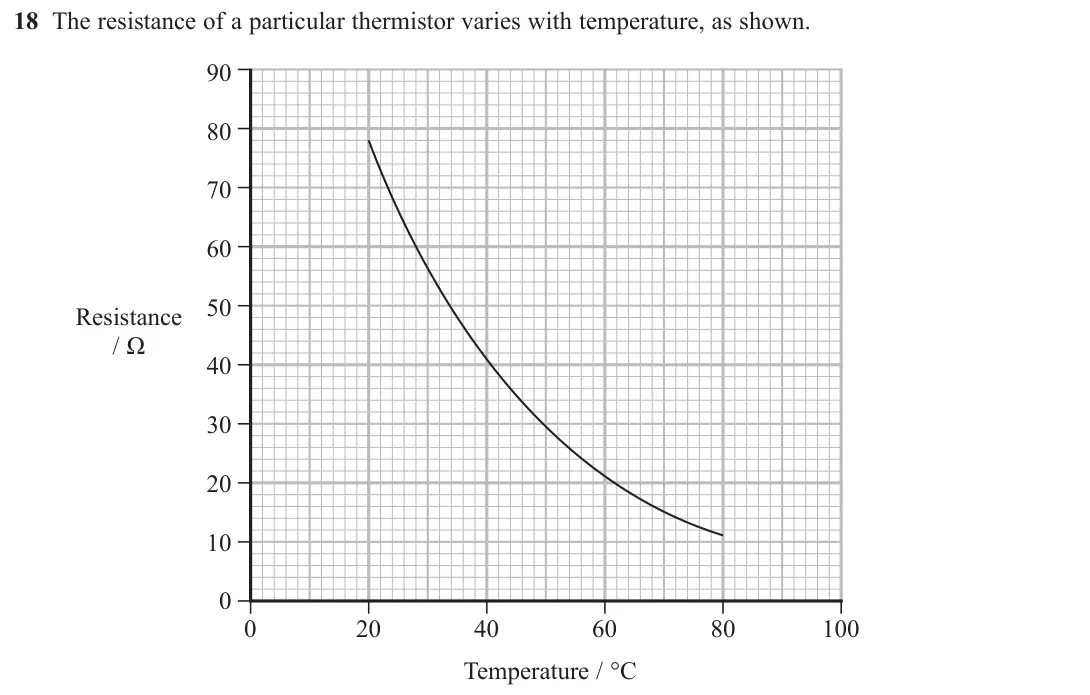 18 The resistance of a particular thermistor varies with temperature, as shown.
90
80
70
60
50
Resistance
/ Ω
40
30
20
10
0
0 20 40 60 80 100
Temperature / °C